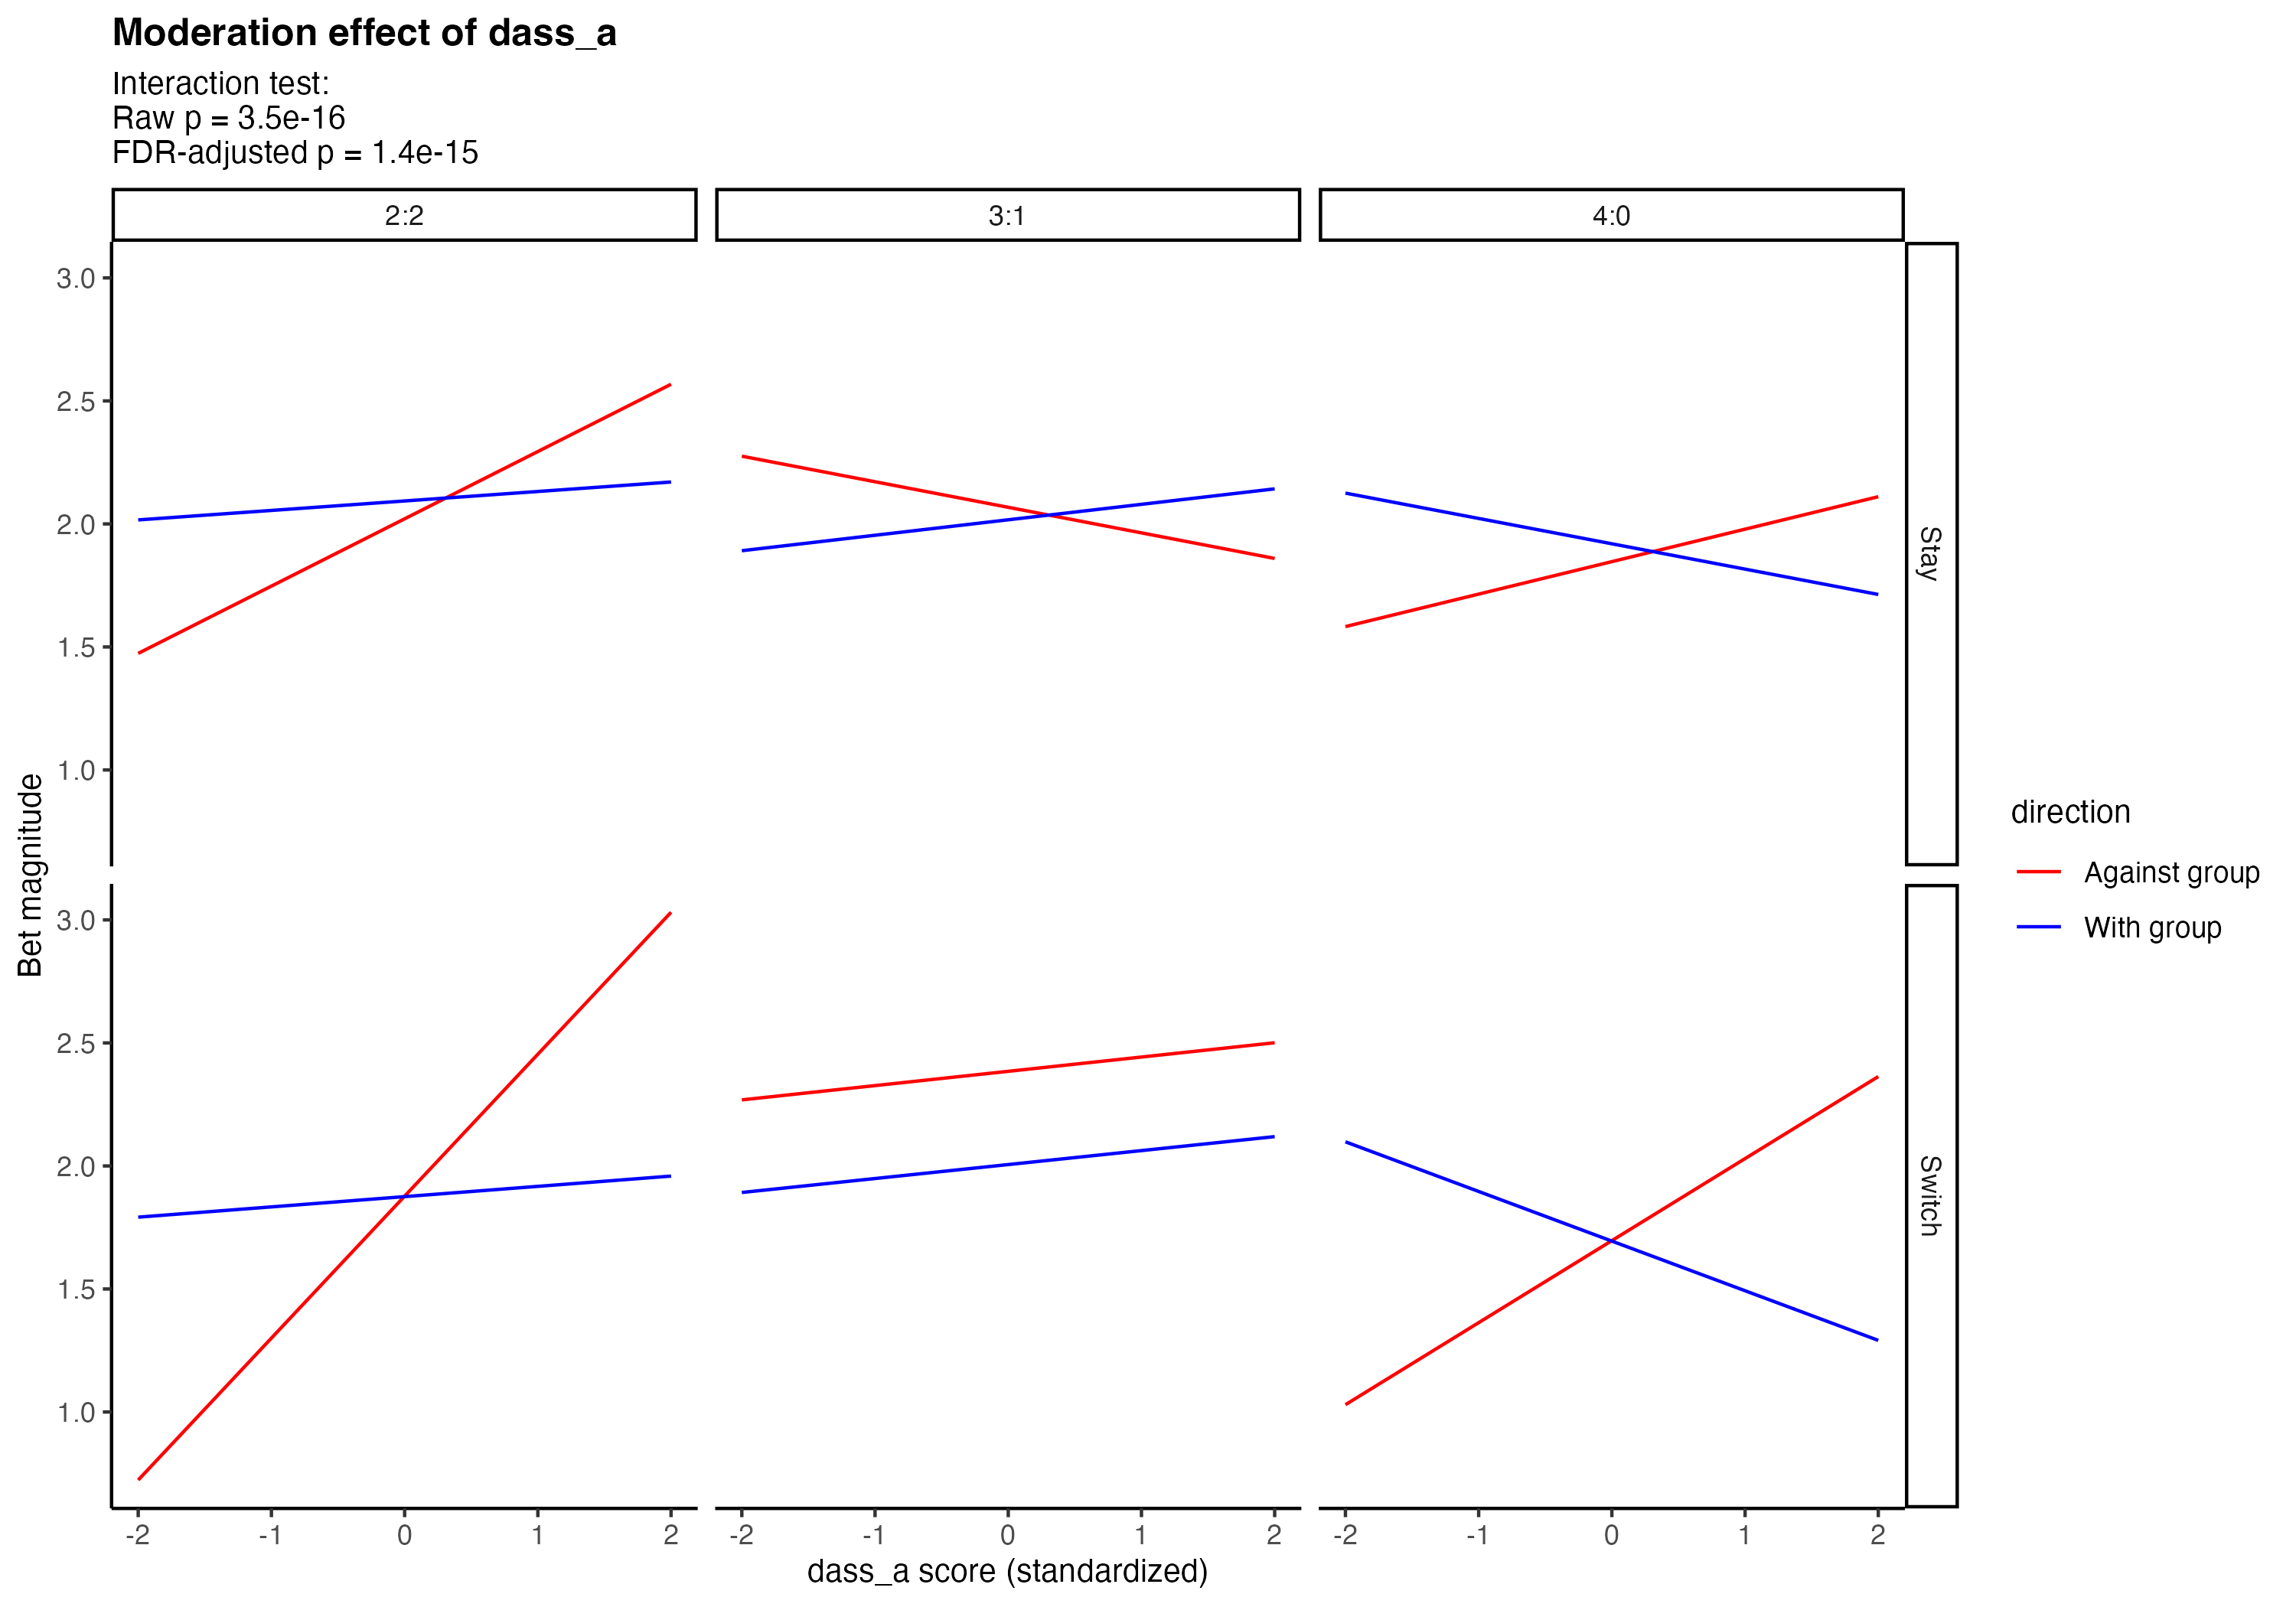 Moderation effect of dass_a
Interaction test:
Raw p = 3.5e-16
FDR-adjusted p = 1.4e-15
2:2
3:1
4:0
3.0
2.5
2.0
1.5
1.0
Stay
Bet magnitude
3.0
2.5
2.0
1.5
1.0
Switch
-2 -1 0 1 2
-2 -1 0 1 2
-2 -1 0 1 2
dass_a score (standardized)
direction
Against group
With group